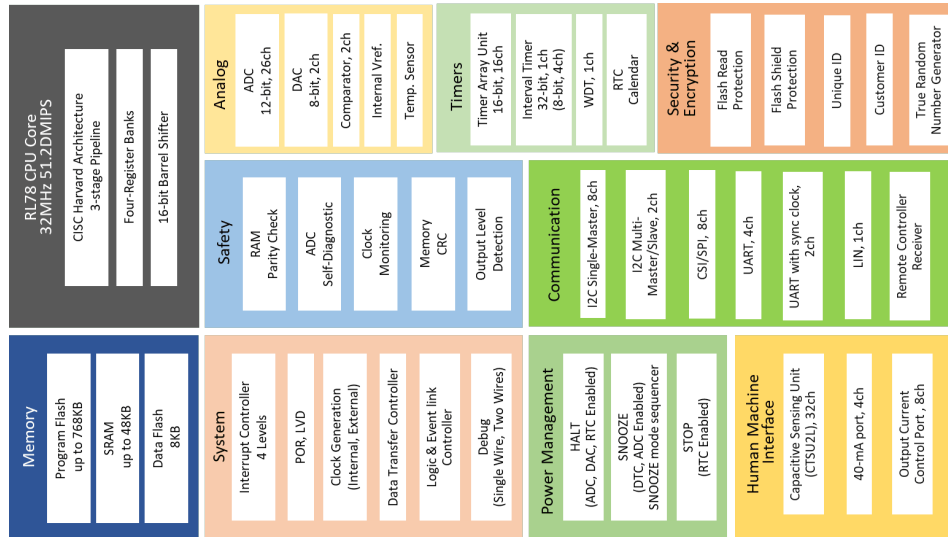 RL78 CPU Core
32MHz 51.2DMIPS
CISC Harvard Architecture
3-stage Pipeline
Four-Register Banks
16-bit Barrel Shifter
Memory
Program Flash
up to 768KB
SRAM
up to 48KB
Data Flash
8KB
Analog
ADC
12-bit, 26ch
DAC
8-bit, 2ch
Comparator, 2ch
Internal Vref.
Temp. Sensor
Safety
RAM
Parity Check
ADC
Self-Diagnostic
Clock
Monitoring
Memory
CRC
Output Level
Detection
System
Interrupt Controller
4 Levels
POR, LVD
Clock Generation
(Internal, External)
Data Transfer Controller
Logic & Event link
Controller
Debug
(Single Wire, Two Wires)
Timers
Timer Array Unit
16-bit, 16ch
Interval Timer
32-bit, 1ch
(8-bit, 4ch)
WDT, 1ch
RTC
Calendar
Communication
I2C Single-Master, 8ch
I2C Multi-
Master/Slave, 2ch
CSI/SPI, 8ch
UART, 4ch
UART with sync clock,
2ch
LIN, 1ch
Remote Controller
Receiver
Power Management
HALT
(ADC, DAC, RTC Enabled)
SNOOZE
(DTC, ADC Enabled)
SNOOZE mode sequencer
STOP
(RTC Enabled)
Security &
Encryption
Flash Read
Protection
Flash Shield
Protection
Unique ID
Customer ID
True Random
Number Generator
Human Machine
Interface
Capacitive Sensing Unit
(CTSU2L), 32ch
40-mA port, 4ch
Output Current
Control Port , 8ch